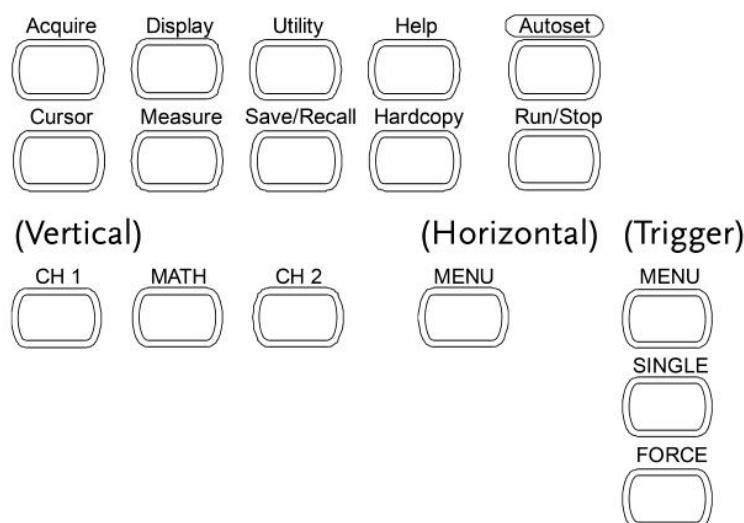 Acquire Display Utility Help Autoset
Cursor Measure Save/Recall Hardcopy Run/Stop
(Vertical) (Horizontal) (Trigger)
CH 1 MATH CH 2 MENU MENU
SINGLE
FORCE